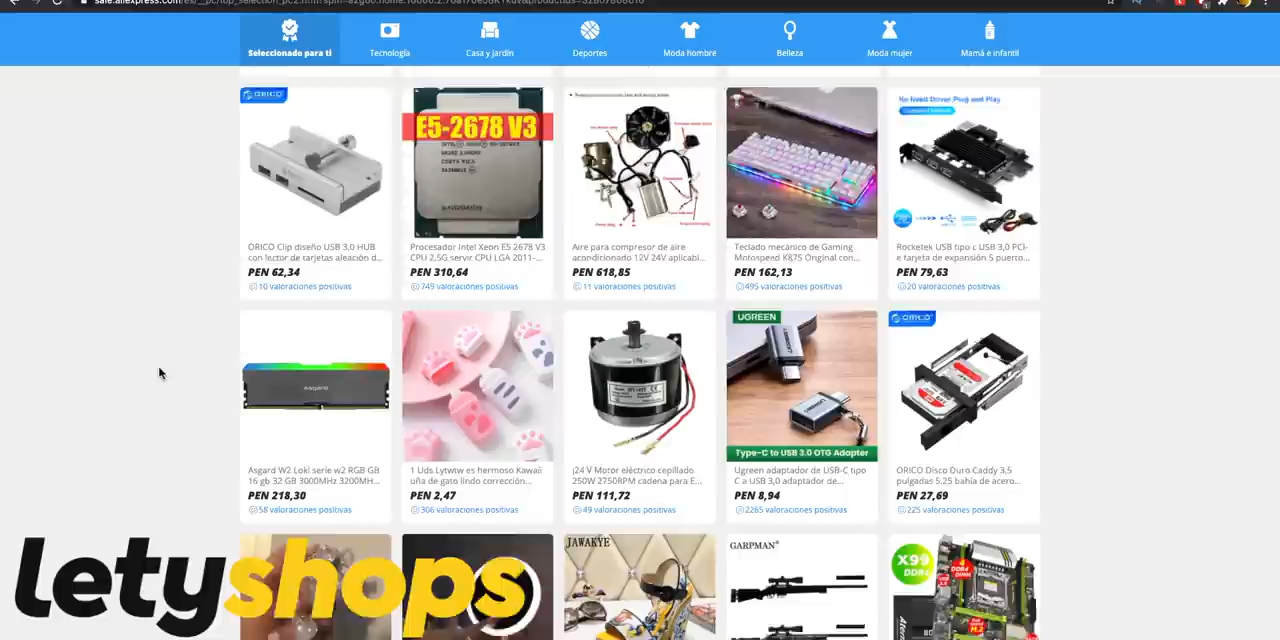 Seleccionado para ti
Tecnología
Casa y Jardín
Deportes
Moda hombre
Belleza
Moda mujer
Mamá e infantil
ORICO
E5-2678 V3
No Need Driver, Plug and Play
ORICO Clip diseño USB 3,0 HUB
con lector de tarjetas aleación d...
PEN 62,34
10 valoraciones positivas
Procesador Intel Xeon E5 2678 V3
CPU 2,5G servir CPU LGA 2011-...
PEN 310,64
749 valoraciones positivas
Aire para compresor de aire
acondicionado 12V 24V aplicabl...
PEN 618,85
11 valoraciones positivas
Teclado mecánico de Gaming
Motospeed K87S Original con...
PEN 162,13
495 valoraciones positivas
Rocketek USB tipo c USB 3,0 PCI-
e tarjeta de expansión 5 puerto...
PEN 79,63
20 valoraciones positivas
asgard
UGREEN
Type-C to USB 3.0 OTG Adapter
ORICO
Asgard W2 Loki serie w2 RGB GB
16 gb 32 GB 3000MHz 3200MH...
PEN 218,30
58 valoraciones positivas
1 Uds Lytwtw es hermoso Kawaii
uña de gato lindo corrección...
PEN 2,47
306 valoraciones positivas
¡24 V Motor eléctrico cepillado
250W 2750RPM cadena para E...
PEN 111,72
49 valoraciones positivas
Ugreen adaptador de USB-C tipo
C a USB 3,0 adaptador de...
PEN 8,94
2265 valoraciones positivas
ORICO Disco Duro Caddy 3,5
pulgadas 5,25 bahía de acero...
PEN 27,69
225 valoraciones positivas
JAWAKYE
GARPMAN
X99
DDR4
letyshops